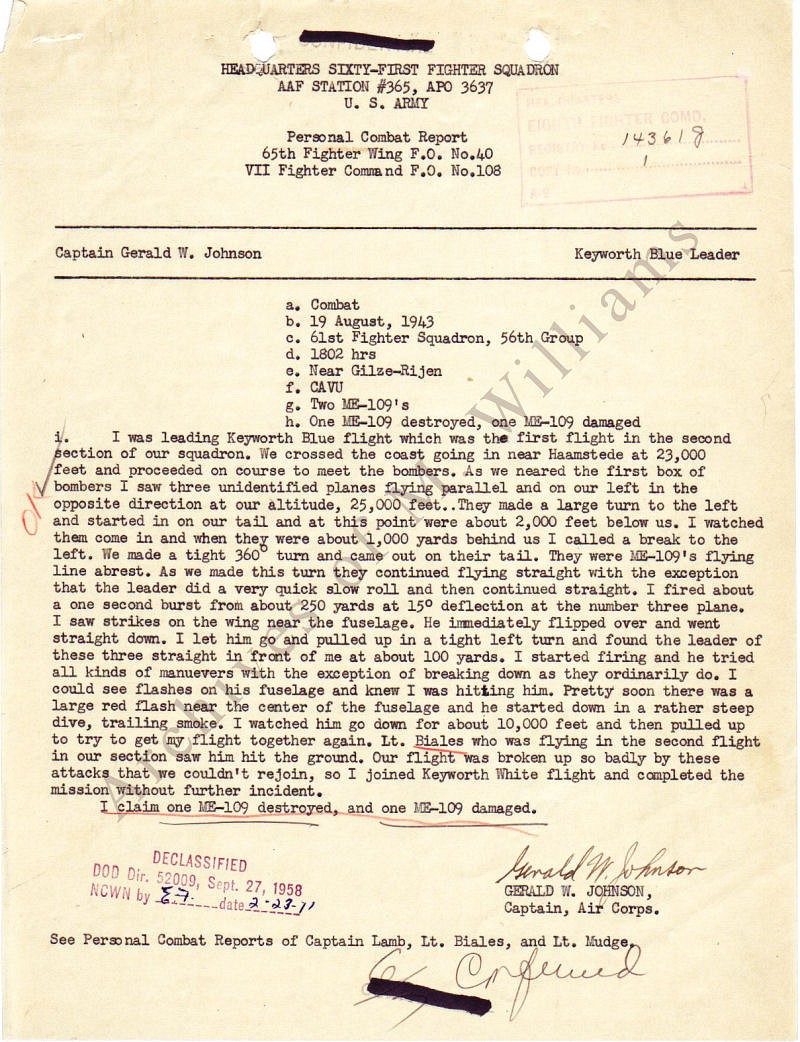 HEADQUARTERS SIXTY-FIRST FIGHTER SQUADRON
AAF STATION #365, APO 3637
U. S. ARMY
HEADQUARTERS
EIGHTH FIGHTER COMD.
REGISTRY No 143618
COPY No 1
A-2
Personal Combat Report
65th Fighter Wing F.O. No.40
VII Fighter Command F.O. No.108
Captain Gerald W. Johnson Keyworth Blue Leader
a. Combat
b. 19 August, 1943
c. 61st Fighter Squadron, 56th Group
d. 1802 hrs
e. Near Gilze-Rijen
f. CAVU
g. Two ME-109's
h. One ME-109 destroyed, one ME-109 damaged
OK
i. I was leading Keyworth Blue flight which was the first flight in the second
section of our squadron. We crossed the coast going in near Haamstede at 23,000
feet and proceeded on course to meet the bombers. As we neared the first box of
bombers I saw three unidentified planes flying parallel and on our left in the
opposite direction at our altitude, 25,000 feet..They made a large turn to the left
and started in on our tail and at this point were about 2,000 feet below us. I watched
them come in and when they were about 1,000 yards behind us I called a break to the
left. We made a tight 360° turn and came out on their tail. They were ME-109's flying
line abrest. As we made this turn they continued flying straight with the exception
that the leader did a very quick slow roll and then continued straight. I fired about
a one second burst from about 250 yards at 15° deflection at the number three plane.
I saw strikes on the wing near the fuselage. He immediately flipped over and went
straight down. I let him go and pulled up in a tight left turn and found the leader of
these three straight in front of me at about 100 yards. I started firing and he tried
all kinds of manuevers with the exception of breaking down as they ordinarily do. I
could see flashes on his fuselage and knew I was hitting him. Pretty soon there was a
large red flash near the center of the fuselage and he started down in a rather steep
dive, trailing smoke. I watched him go down for about 10,000 feet and then pulled up
to try to get my flight together again. Lt. Biales who was flying in the second flight
in our section saw him hit the ground. Our flight was broken up so badly by these
attacks that we couldn't rejoin, so I joined Keyworth White flight and completed the
mission without further incident.
I claim one ME-109 destroyed, and one ME-109 damaged.
DECLASSIFIED
DOD Dir. 52009, Sept. 27, 1958
NCWN by date 2-23-71
Gerald W. Johnson
GERALD W. JOHNSON,
Captain, Air Corps.
See Personal Combat Reports of Captain Lamb, Lt. Biales, and Lt. Mudge.
Confirmed
Archives of M. Williams